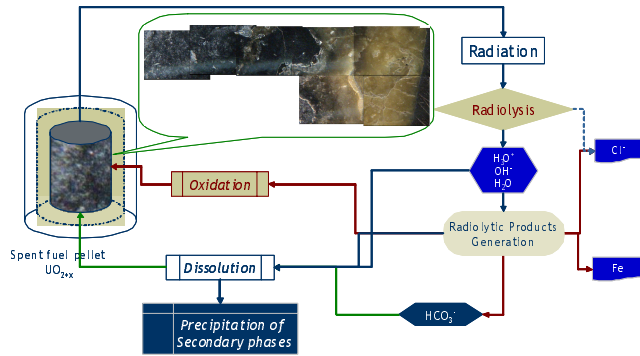 Radiation
Radiolysis
H₃O⁺
OH⁻
H₂O
Cl⁻
Oxidation
Radiolytic Products
Generation
Spent fuel pellet
UO₂₊ₓ
Dissolution
Fe
HCO₃⁻
Precipitation of
Secondary phases